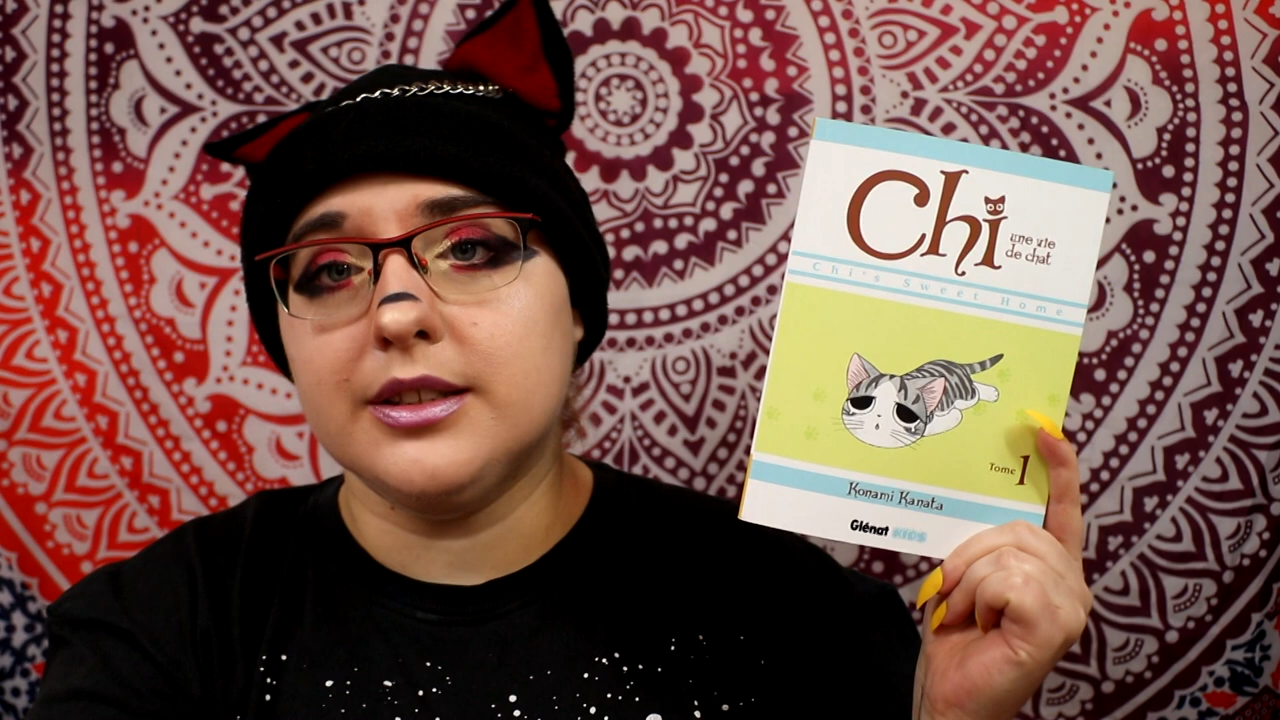 Chi
une vie
de chat
Chi's Sweet Home
Tome 1
Konami Kanata
Glénat KIDS